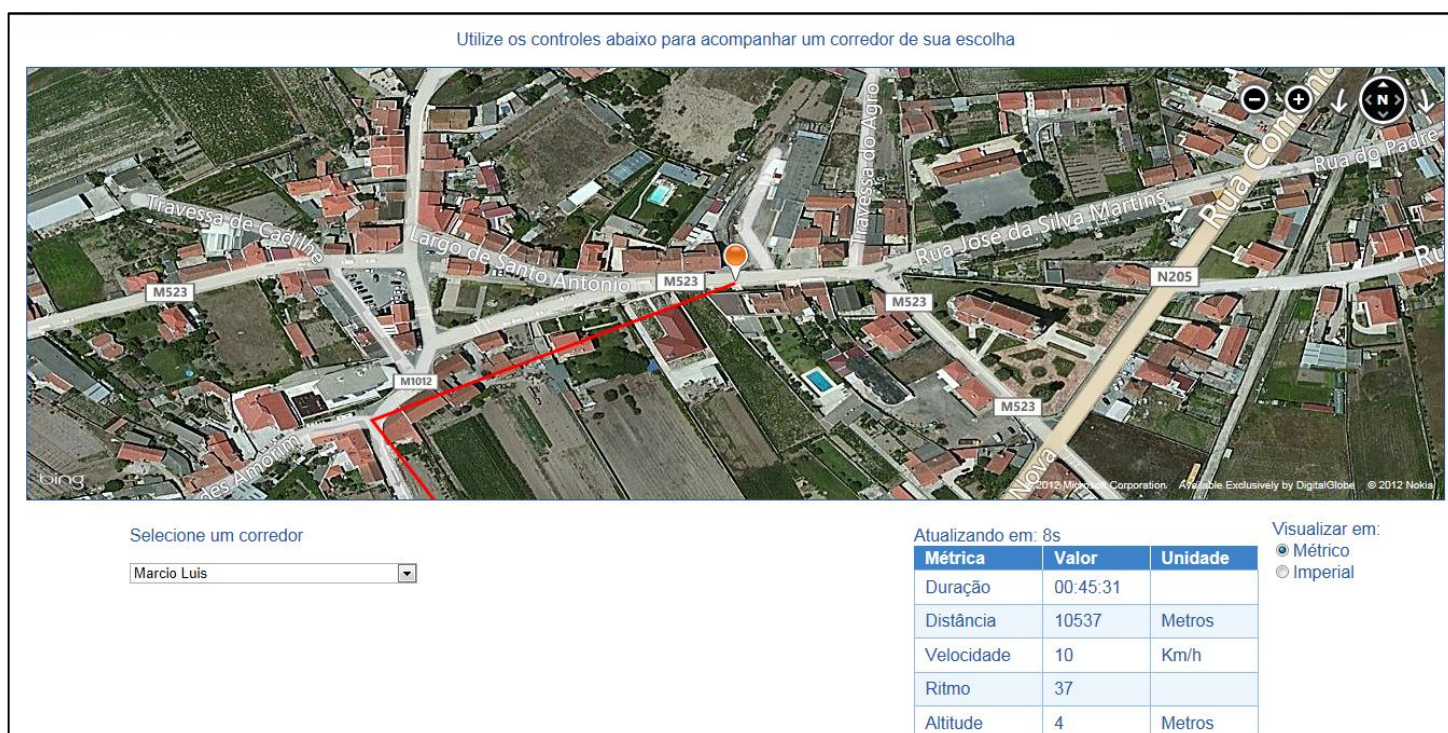 Utilize os controles abaixo para acompanhar um corredor de sua escolha
N
Rua do Padre
Travessa do Agro
Rua José da Silva Martins
Travessa de Cadilhe
Largo de Santo António
M523
M523
M523
N205
M1012
M523
des Amorim
Nova
bing
© 2012 Microsoft Corporation Available Exclusively by DigitalGlobe © 2012 Nokia
Selecione um corredor
Marcio Luis
Atualizando em: 8s
Métrica Valor Unidade
Duração 00:45:31
Distância 10537 Metros
Velocidade 10 Km/h
Ritmo 37
Altitude 4 Metros
Visualizar em:
Métrico
Imperial